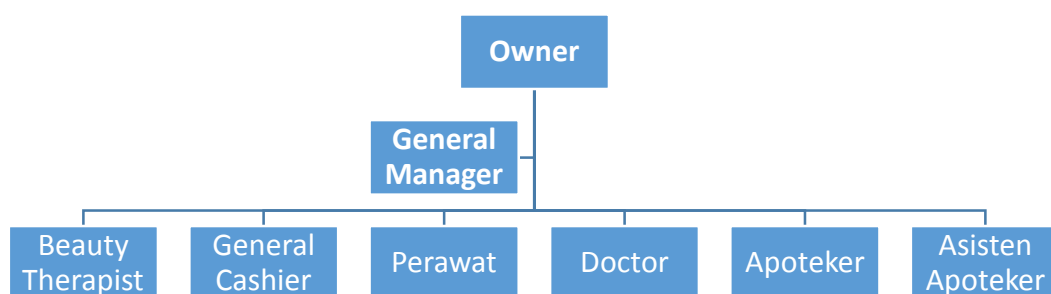 Owner
General
Manager
Beauty
Therapist
General
Cashier
Perawat
Doctor
Apoteker
Asisten
Apoteker